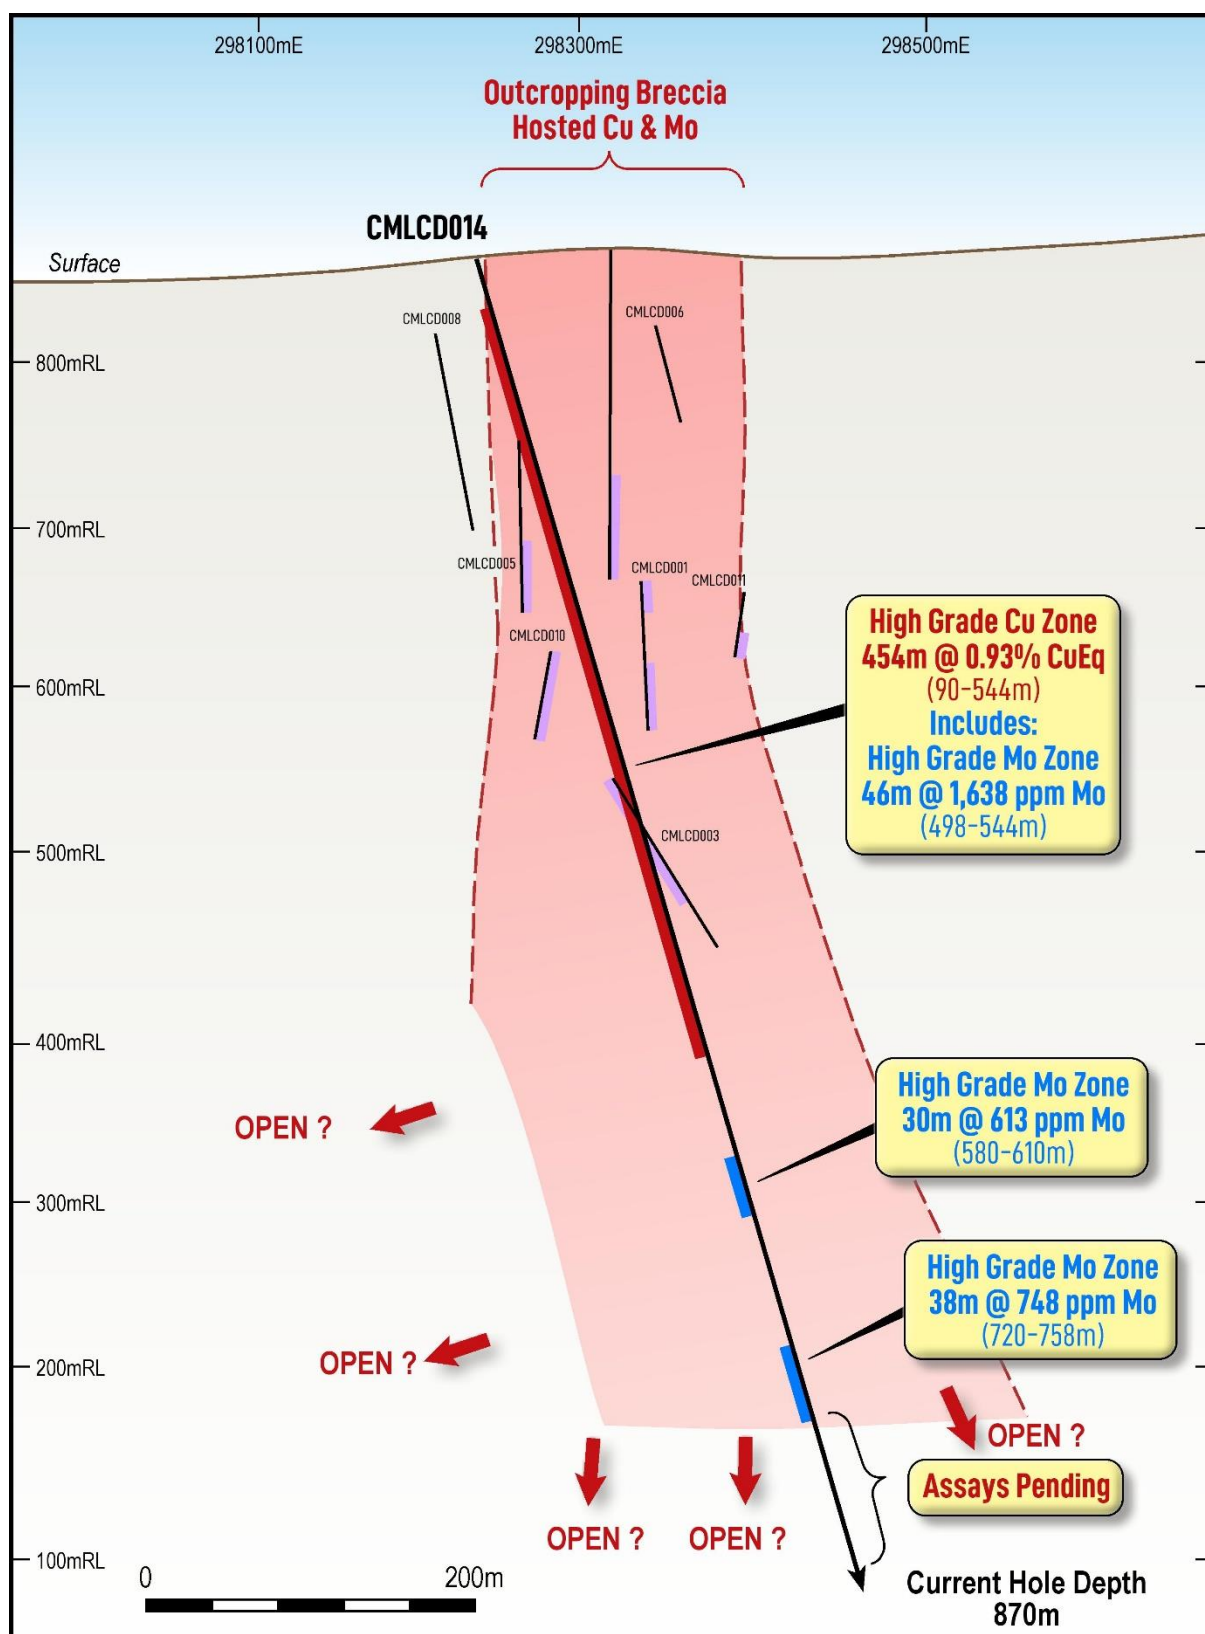 298100mE
298300mE
298500mE
Outcropping Breccia
Hosted Cu & Mo
CMLCD014
Surface
CMLCD008
CMLCD006
800mRL
700mRL
CMLCD005
CMLCD001
CMLCD011
CMLCD010
600mRL
High Grade Cu Zone
454m @ 0.93% CuEq
(90-544m)
Includes:
High Grade Mo Zone
46m @ 1,638 ppm Mo
(498-544m)
CMLCD003
500mRL
400mRL
High Grade Mo Zone
30m @ 613 ppm Mo
(580-610m)
OPEN ?
300mRL
High Grade Mo Zone
38m @ 748 ppm Mo
(720-758m)
OPEN ?
200mRL
OPEN ?
Assays Pending
OPEN ?
OPEN ?
100mRL
0
200m
Current Hole Depth
870m